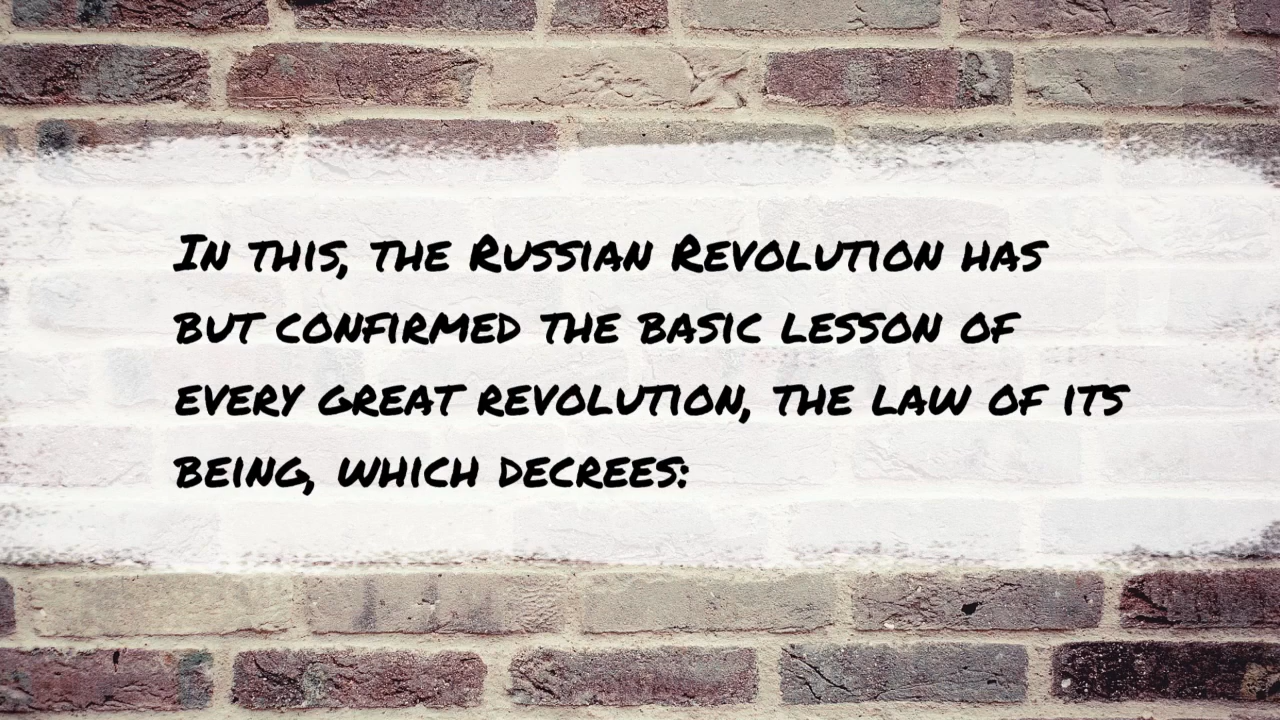 In this, the Russian Revolution has
but confirmed the basic lesson of
every great revolution, the law of its
being, which decrees: